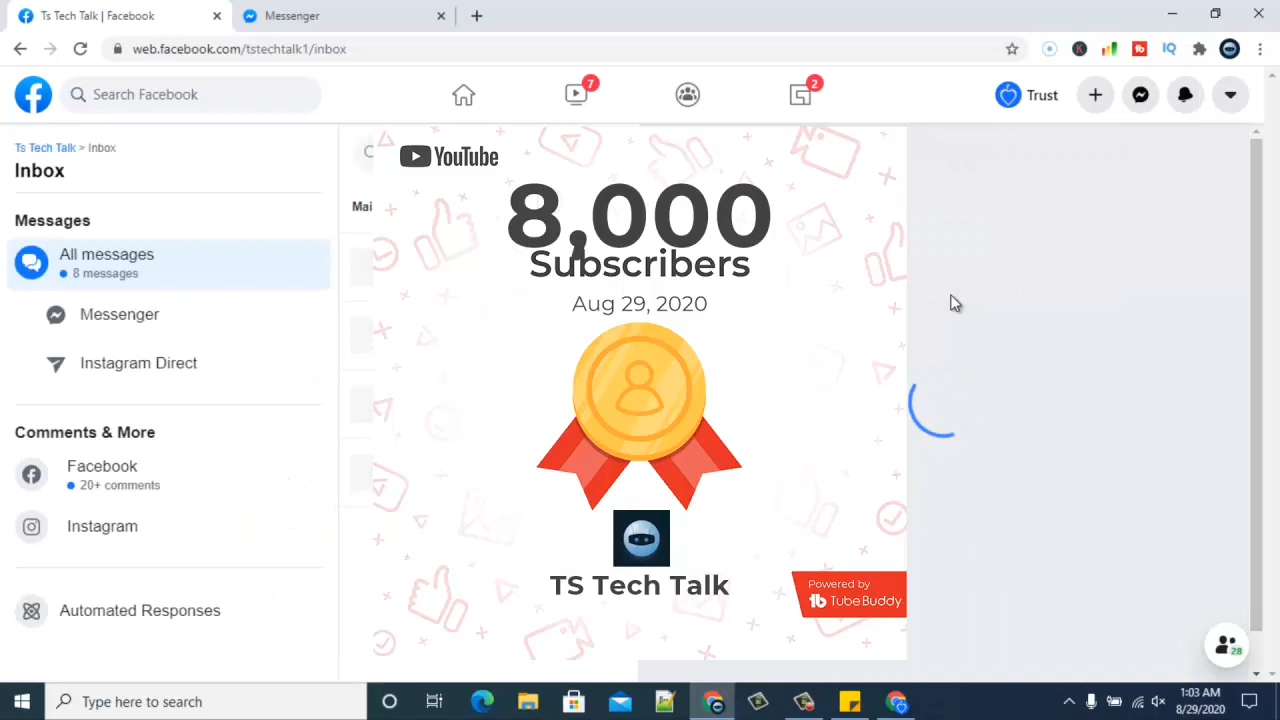 Ts Tech Talk | Facebook
Messenger
web.facebook.com/tstechtalk1/inbox
Search Facebook
7
2
Trust
Ts Tech Talk > Inbox
Inbox
Messages
All messages
8 messages
Messenger
Instagram Direct
Comments & More
Facebook
20+ comments
Instagram
Automated Responses
Mai
YouTube
8,000
Subscribers
Aug 29, 2020
TS Tech Talk
Powered by
tb TubeBuddy
28
Type here to search
1:03 AM
8/29/2020